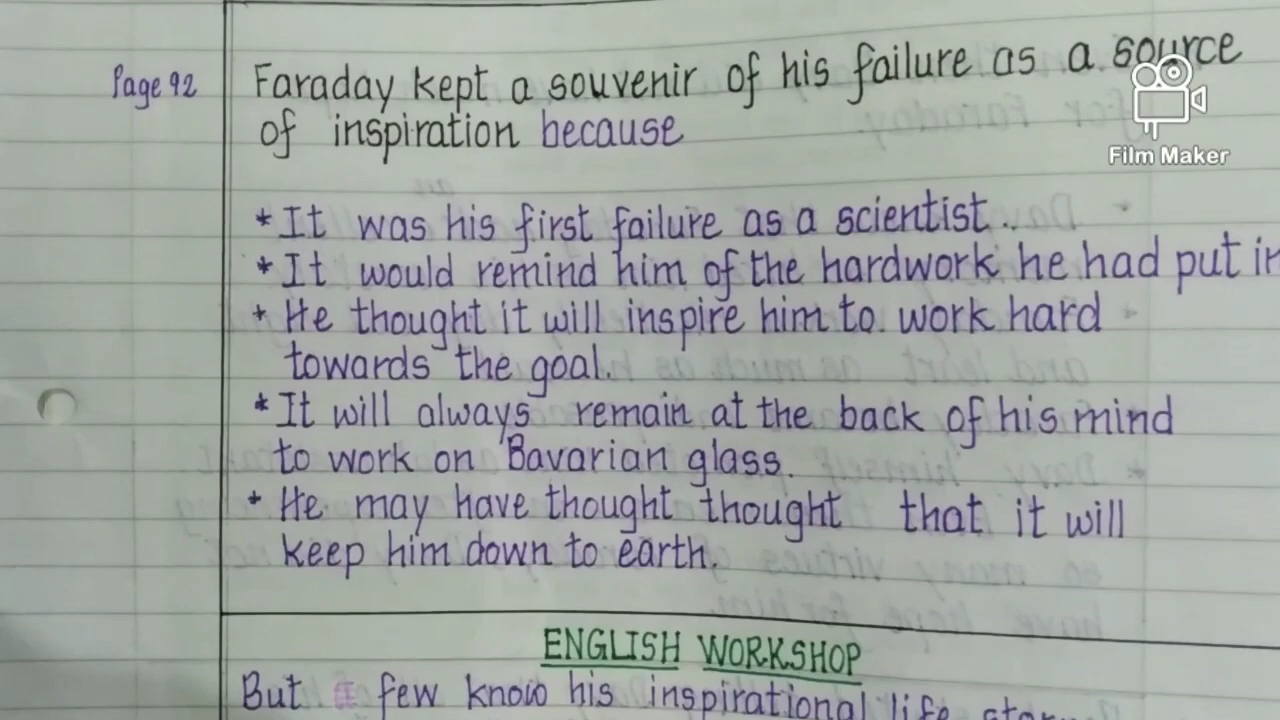 Page 92
Faraday kept a souvenir of his failure as a source
of inspiration because
Film Maker
* It was his first failure as a scientist.
* It would remind him of the hardwork he had put in
* He thought it will inspire him to work hard
towards the goal.
* It will always remain at the back of his mind
to work on Bavarian glass.
* He may have thought thought that it will
keep him down to earth.
ENGLISH WORKSHOP
But few know his inspirational life story